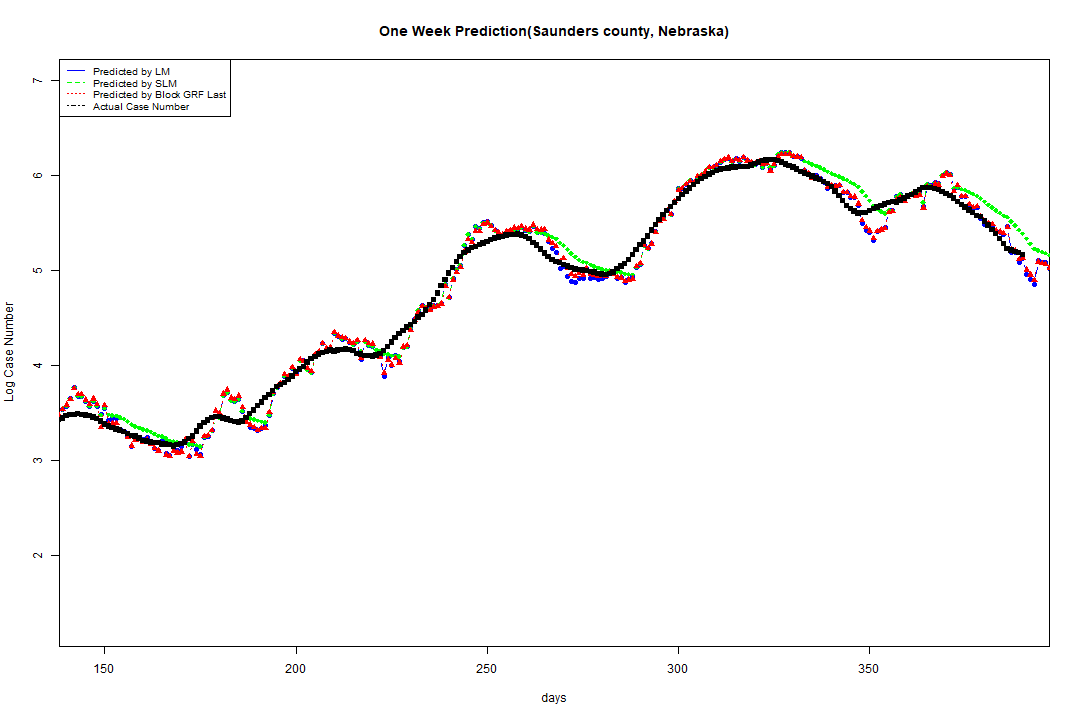 One Week Prediction(Saunders county, Nebraska)
Predicted by LM
Predicted by SLM
Predicted by Block GRF Last
Actual Case Number
7
6
5
4
3
2
Log Case Number
150 200 250 300 350
days